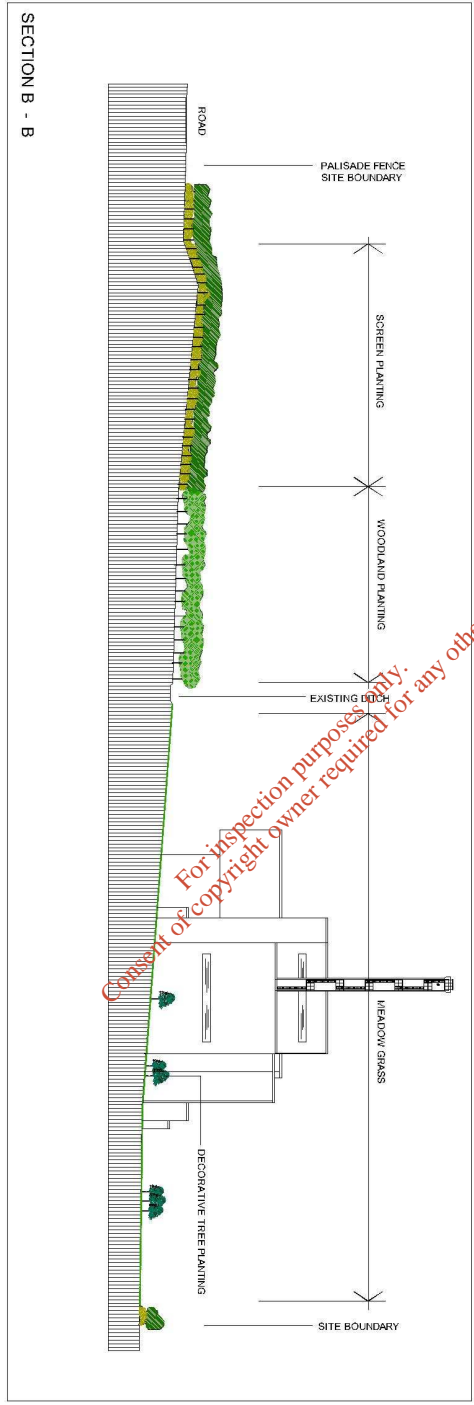 SECTION B - B
ROAD
PALISADE FENCE
SITE BOUNDARY
SCREEN PLANTING
WOODLAND PLANTING
EXISTING DITCH
MEADOW GRASS
DECORATIVE TREE PLANTING
SITE BOUNDARY
For inspection purposes only.
Consent of copyright owner required for any othe